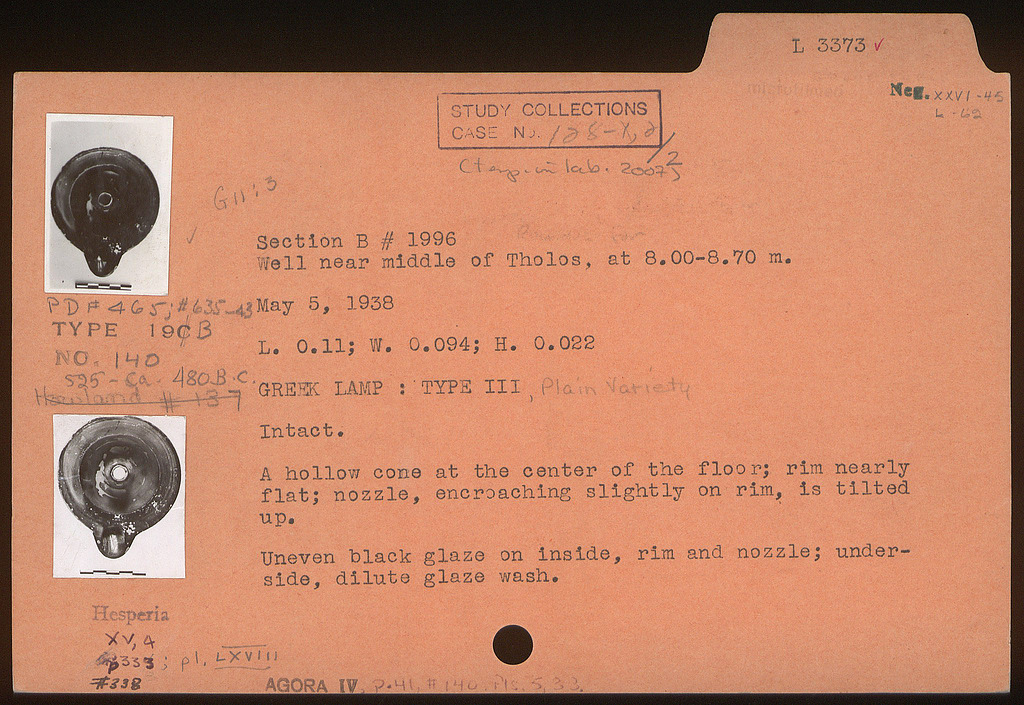 L 3373 ✓
Neg. XXVI-45
L-62
STUDY COLLECTIONS
CASE No. 128-
in lab.
G11:3
✓
Section B # 1996
Well near middle of Tholos, at 8.00-8.70 m.
May 5, 1938
PD# 465; #635-43
TYPE 19 B
NO. 140
525-ca. 480 B.C.
Howland # 137
L. 0.11; W. 0.094; H. 0.022
GREEK LAMP : TYPE III, Plain Variety
Intact.
A hollow cone at the center of the floor; rim nearly
flat; nozzle, encroaching slightly on rim, is tilted
up.
Uneven black glaze on inside, rim and nozzle; under-
side, dilute glaze wash.
Hesperia
XV, 4
p333; pl. LXVIII
#338
AGORA IV, p.41, #140, Pls. 5, 33.